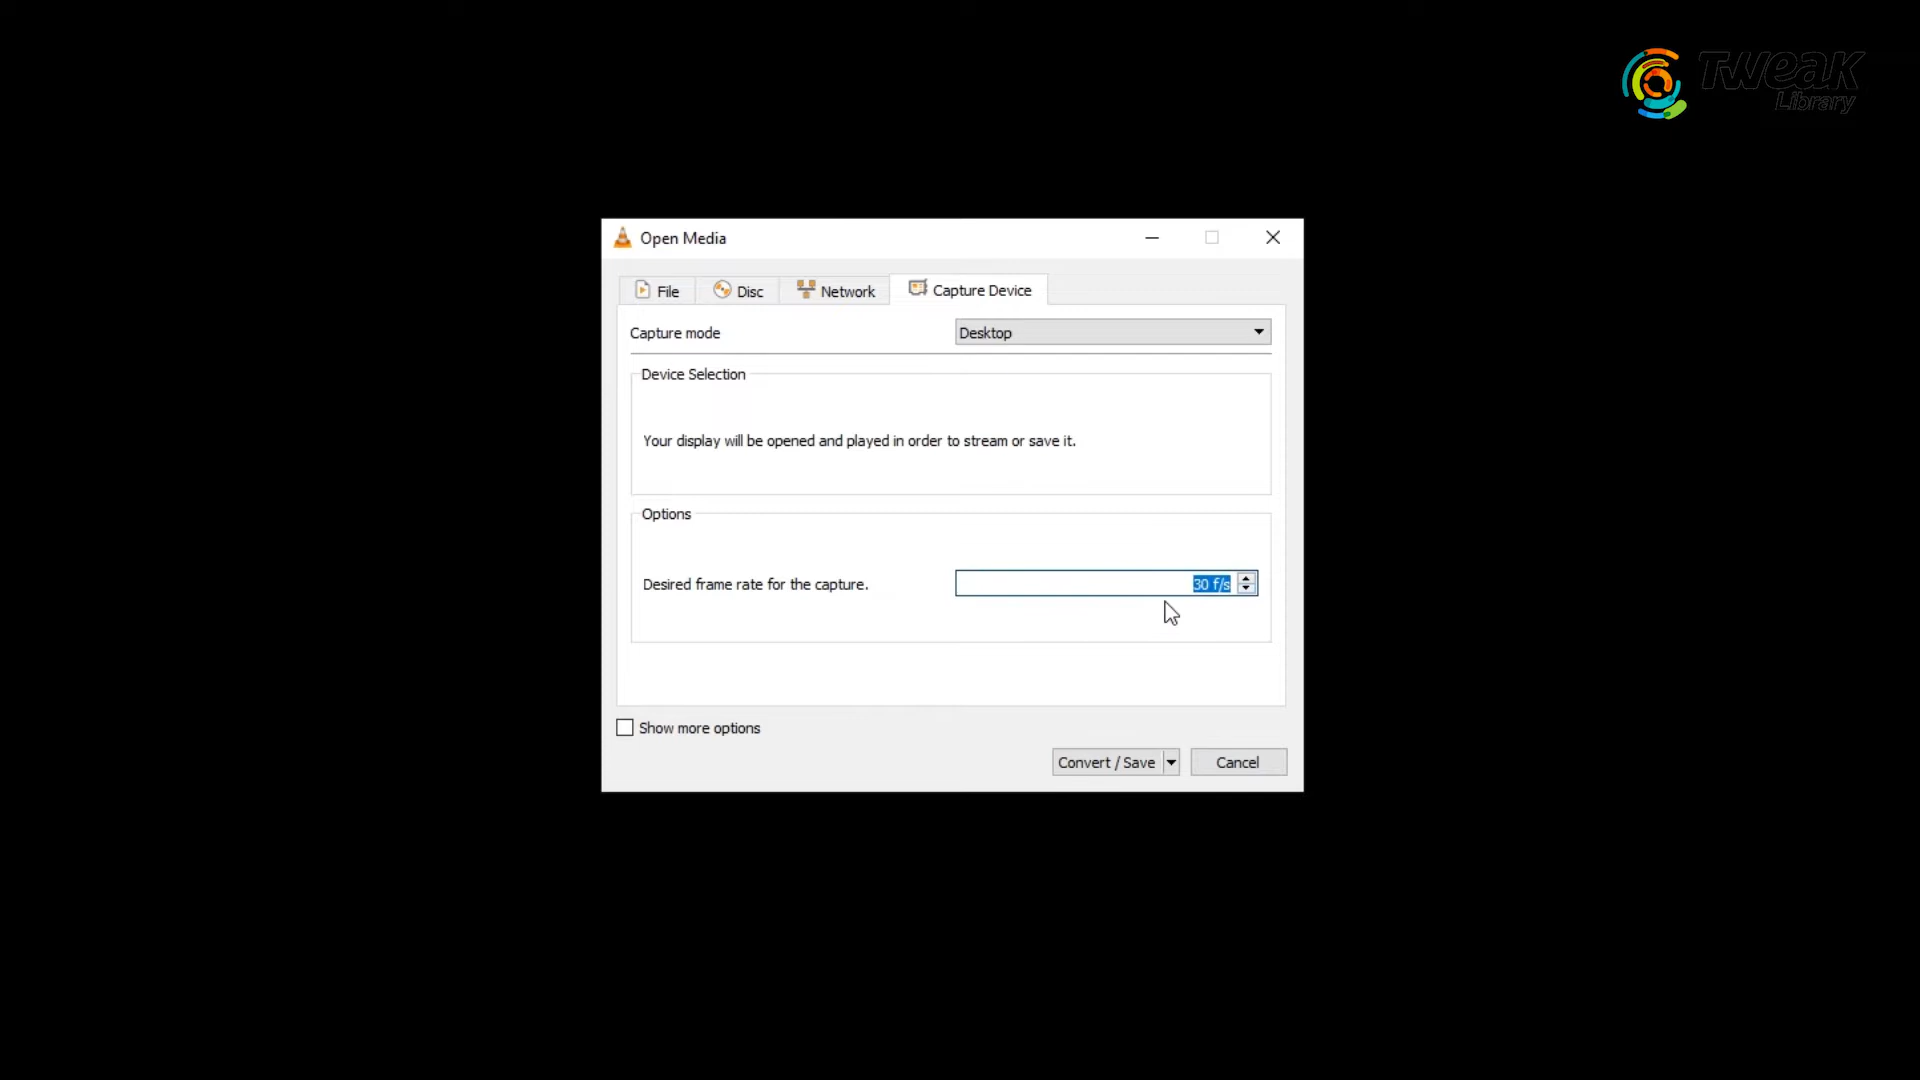 Tweak
Library
Open Media
File
Disc
Network
Capture Device
Capture mode
Desktop
Device Selection
Your display will be opened and played in order to stream or save it.
Options
Desired frame rate for the capture.
30 f/s
Show more options
Convert / Save
Cancel